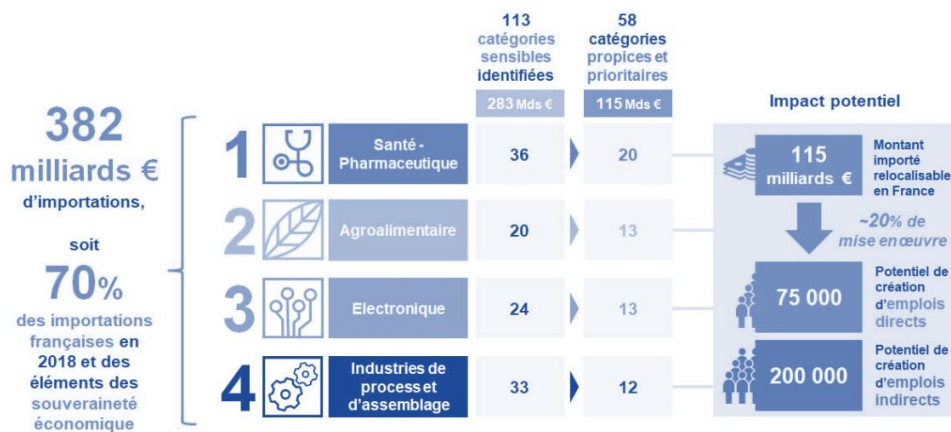 113
catégories
sensibles
identifiées
58
catégories
propices et
prioritaires
283 Mds €
115 Mds €
Impact potentiel
382
milliards €
d'importations,
soit
70%
des importations
françaises en
2018 et des
éléments des
souveraineté
économique
1
Santé -
Pharmaceutique
36
20
2
Agroalimentaire
20
13
3
Electronique
24
13
4
Industries de
process et
d'assemblage
33
12
115
milliards €
Montant
importé
relocalisable
en France
~20% de
mise en œuvre
75 000
Potentiel de
création
d'emplois
directs
200 000
Potentiel de
création
d'emplois
indirects